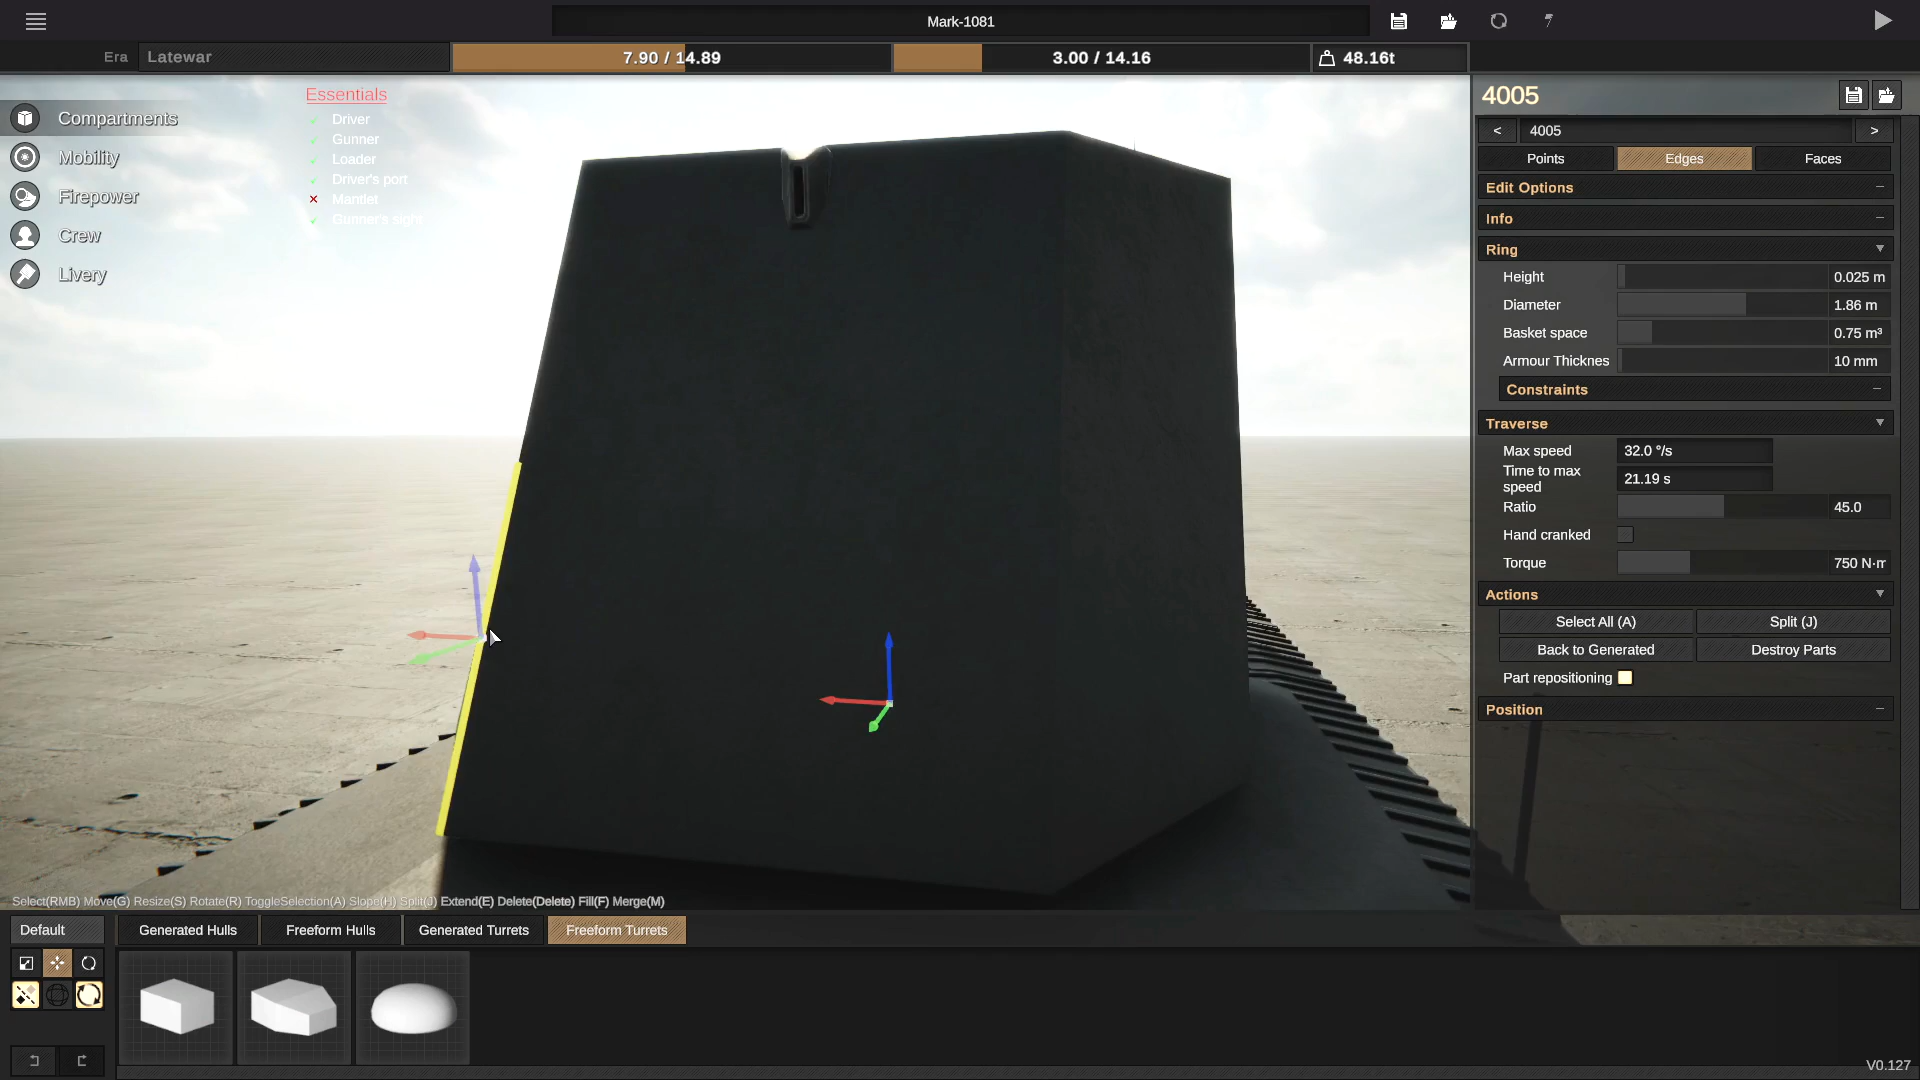 Mark-1081
Era
Latewar
7.90 / 14.89
3.00 / 14.16
48.16t
Compartments
Mobility
Firepower
Crew
Livery
Essentials
Driver
Gunner
Loader
Driver's port
Mantlet
Gunner's sight
4005
<
4005
>
Points
Edges
Faces
Edit Options
Info
Ring
Height
0.025 m
Diameter
1.86 m
Basket space
0.75 m³
Armour Thicknes
10 mm
Constraints
Traverse
Max speed
32.0 °/s
Time to max
speed
21.19 s
Ratio
45.0
Hand cranked
Torque
750 N·m
Actions
Select All (A)
Split (J)
Back to Generated
Destroy Parts
Part repositioning
Position
Select(RMB) Move(G) Resize(S) Rotate(R) ToggleSelection(A) Slope(H) Split(J) Extend(E) Delete(Delete) Fill(F) Merge(M)
Default
Generated Hulls
Freeform Hulls
Generated Turrets
Freeform Turrets
V0.127